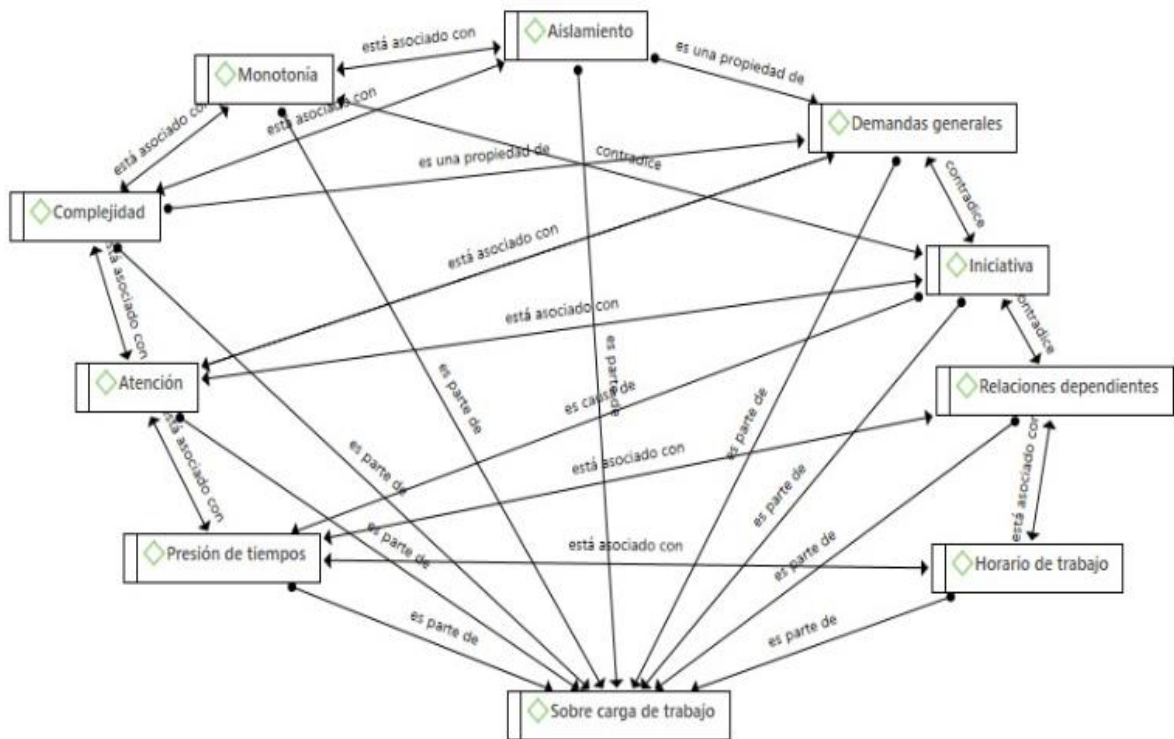 Aislamiento
está asociado con
Monotonía
es una propiedad de
está asociado con
está asociado con
Demandas generales
es una propiedad de
contradice
contradice
Complejidad
está asociado con
está asociado con
Iniciativa
está asociado con
contradice
es parte de
es parte de
Atención
es causa de
Relaciones dependientes
es parte de
está asociado con
está asociado con
es parte de
es parte de
está asociado con
Presión de tiempos
es parte de
está asociado con
es parte de
Horario de trabajo
es parte de
es parte de
Sobre carga de trabajo